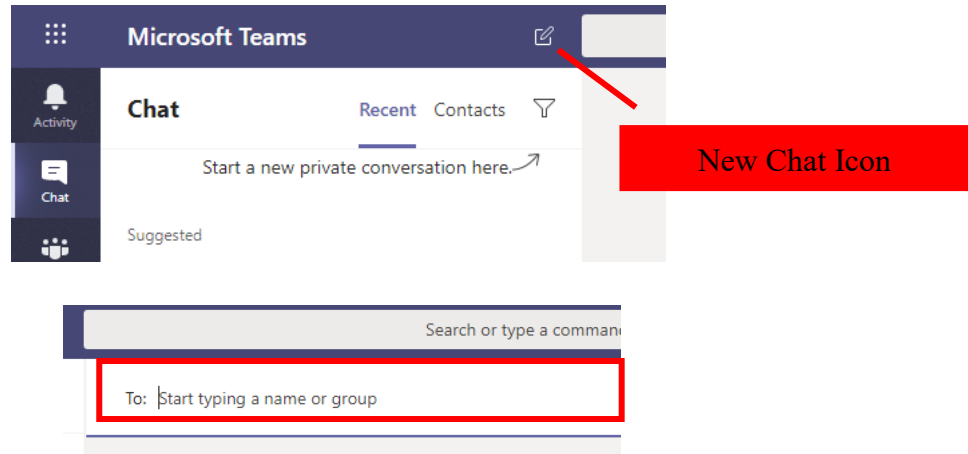 Microsoft Teams
Activity
Chat
Recent Contacts
New Chat Icon
Start a new private conversation here.
Chat
Suggested
Search or type a comman
To: Start typing a name or group